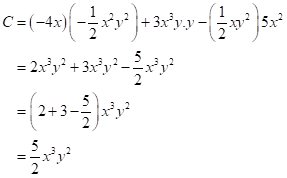 C = (-4x)(-1/2 x²y²) + 3x³y.y - (1/2 xy²) 5x²
= 2x³y² + 3x³y² - 5/2 x³y²
= (2 + 3 - 5/2) x³y²
= 5/2 x³y²